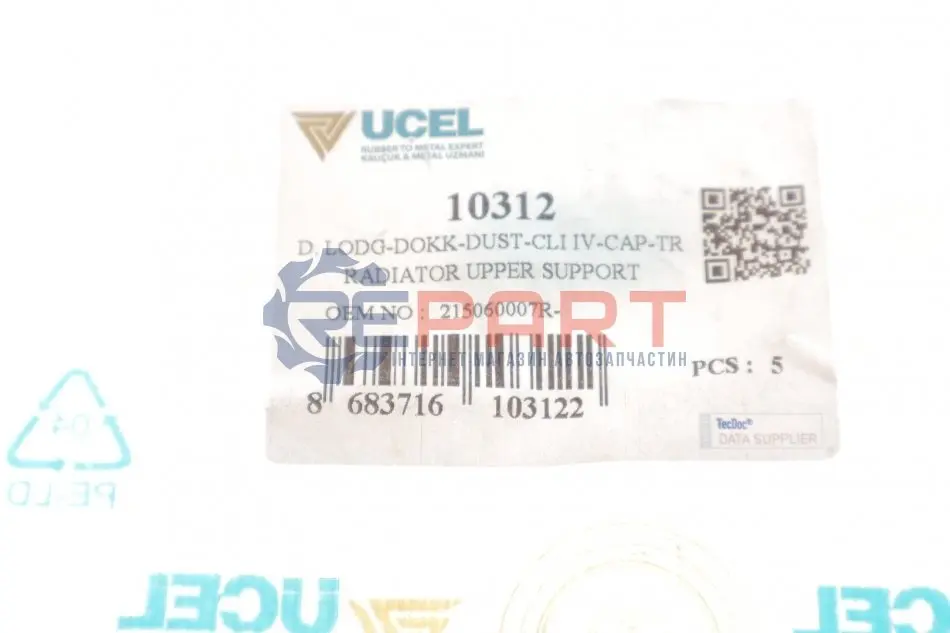 UCEL
RUBBER TO METAL EXPERT
KAUÇUK & METAL UZMANI
10312
D. LODG-DOKK-DUST-CLI IV-CAP-TR
RADIATOR UPPER SUPPORT
REPART
OEM NO : 215060007R-
ІНТЕРНЕТ МАГАЗИН АВТОЗАПЧАСТИН
PCS : 5
8 683716 103122
TecDoc®
DATA SUPPLIER
04
PE-LD
UCEL
UCEL